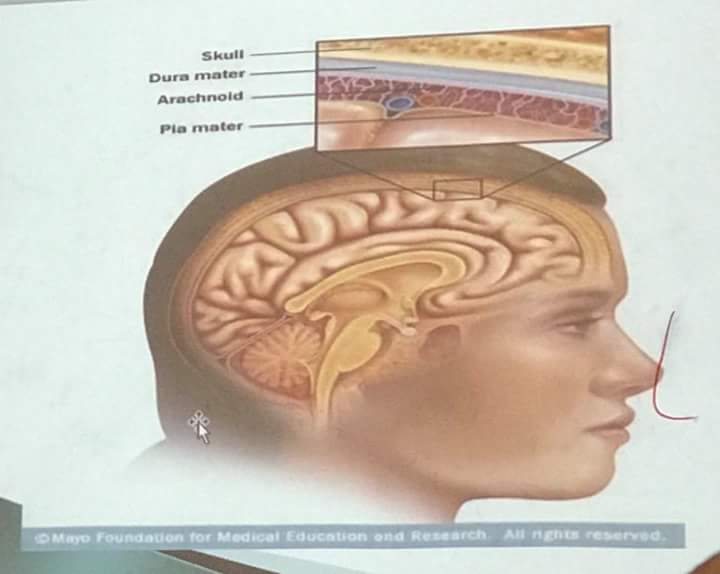 Skull
Dura mater
Arachnoid
Pia mater
©Mayo Foundation for Medical Education and Research. All rights reserved.